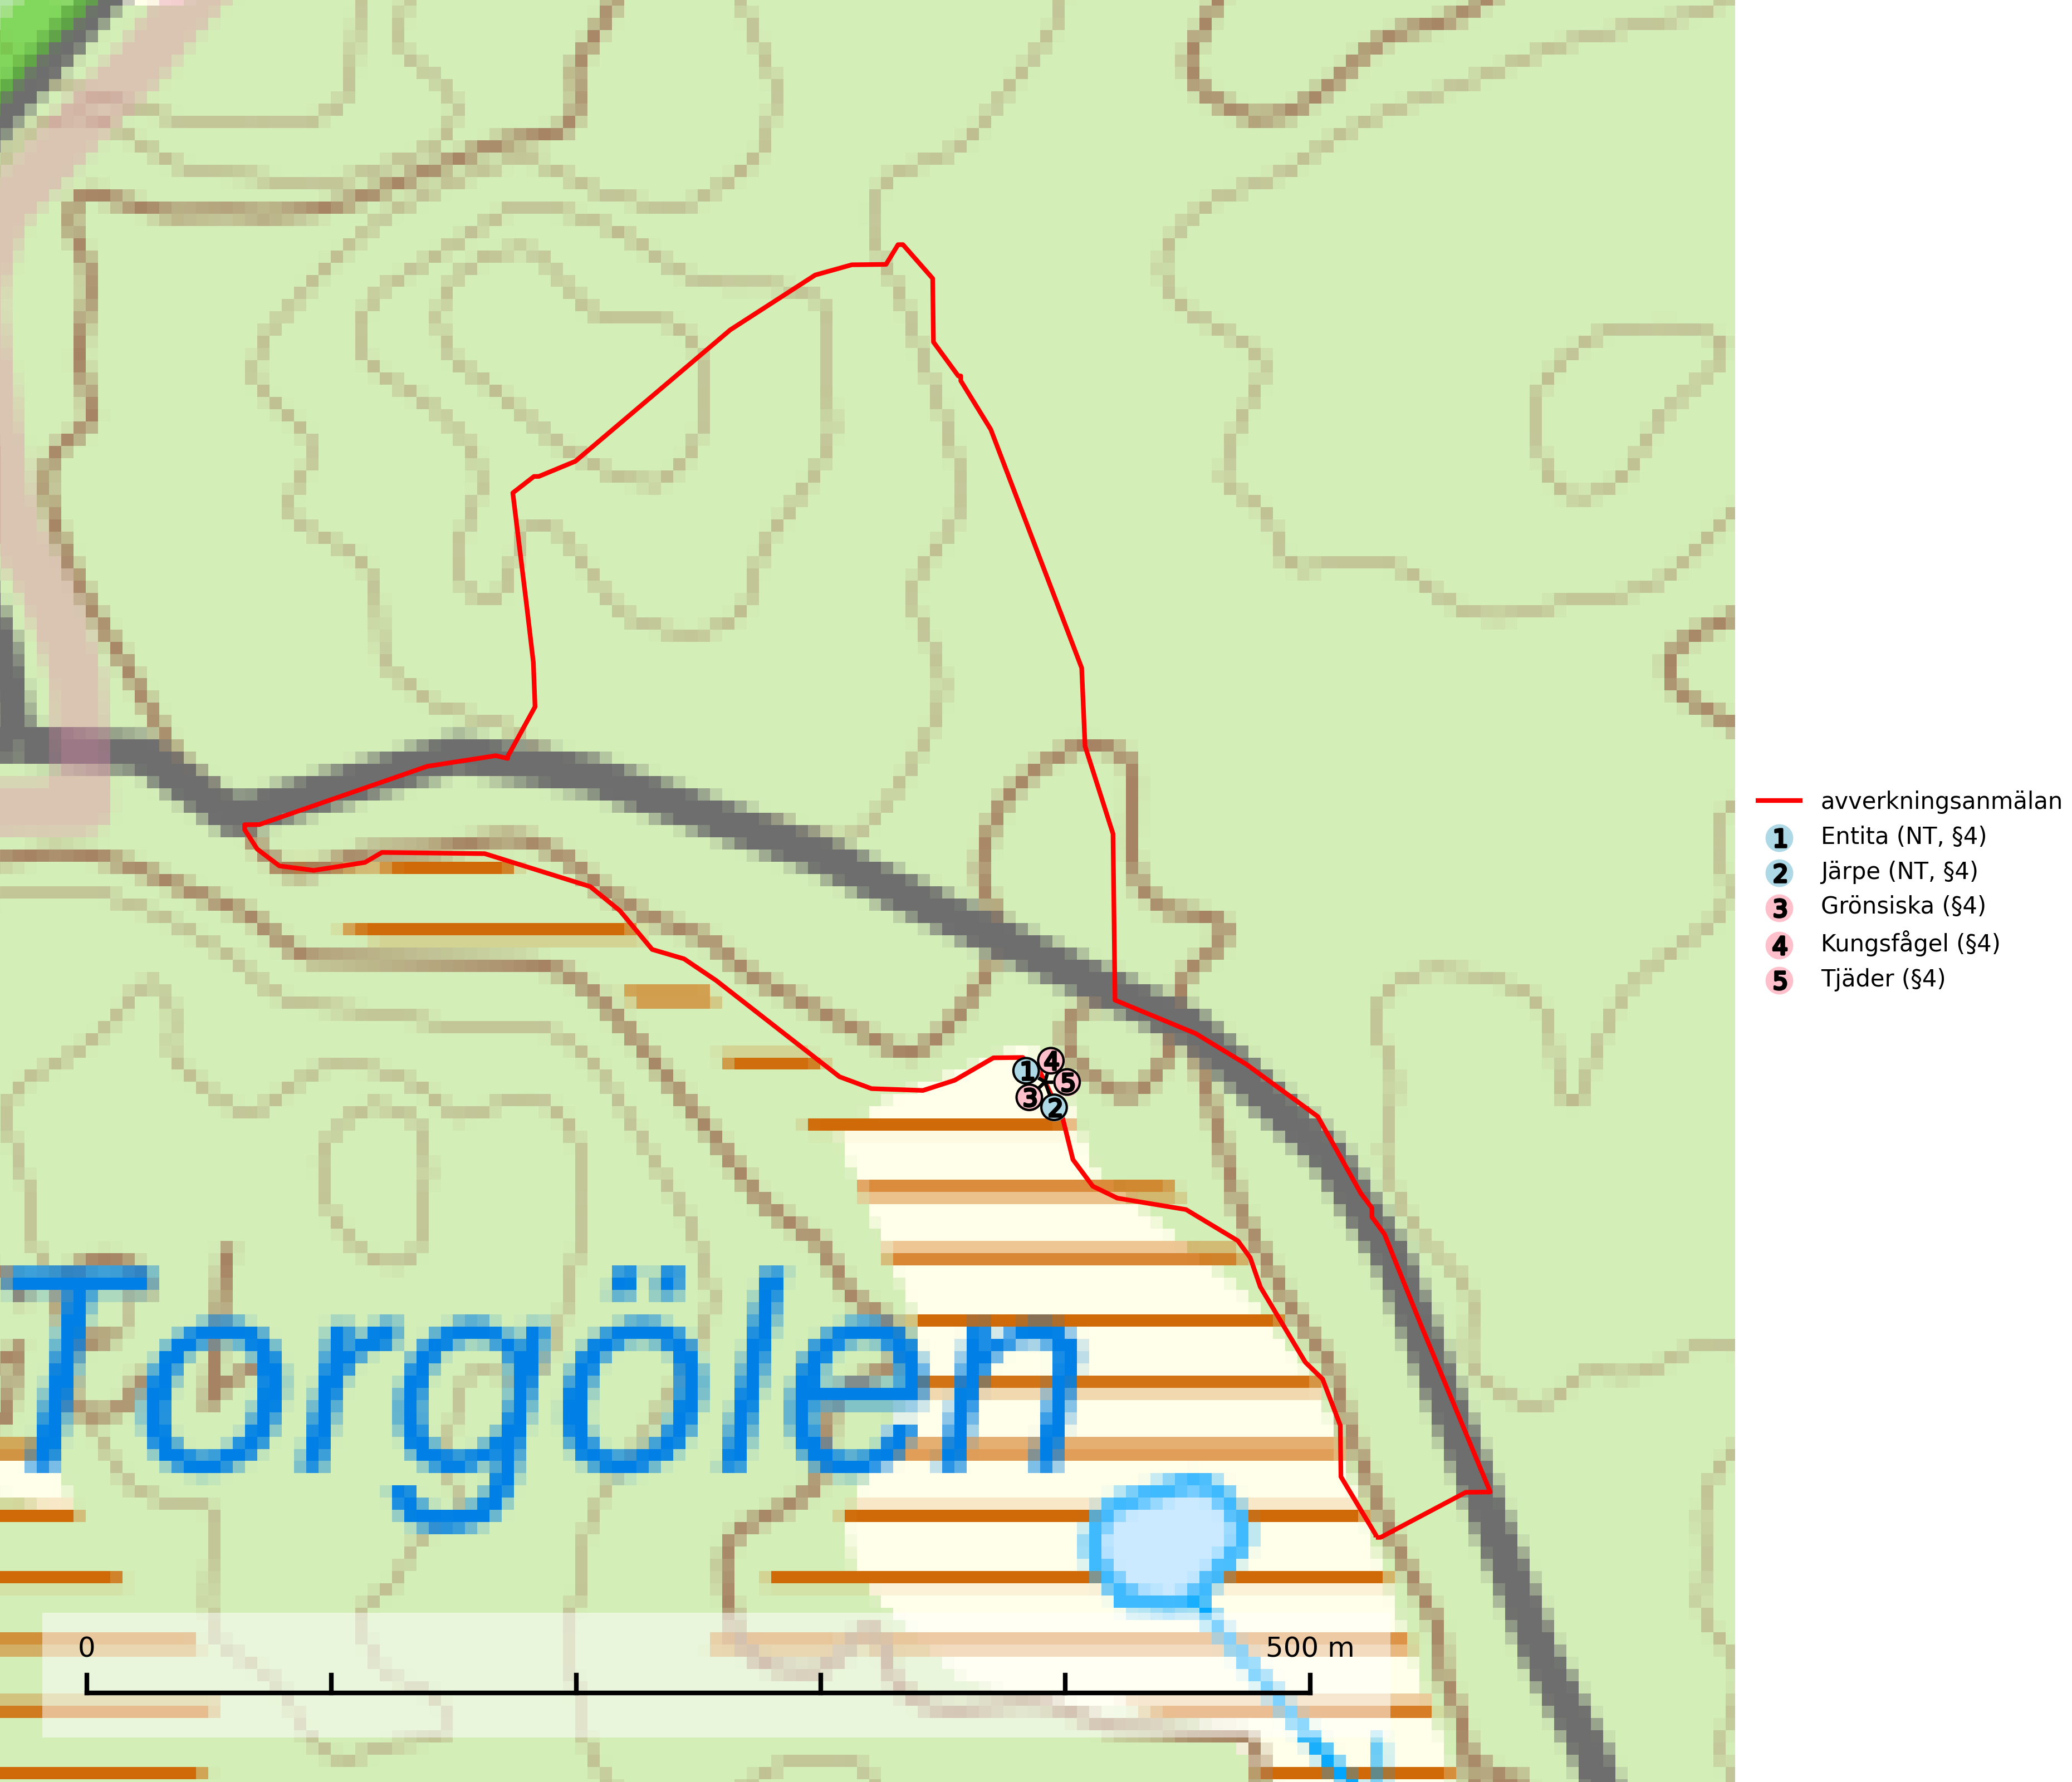 1
4
5
3
2
Torgölen
0
500 m
avverkningsanmälan
1 Entita (NT, §4)
2 Järpe (NT, §4)
3 Grönsiska (§4)
4 Kungsfågel (§4)
5 Tjäder (§4)